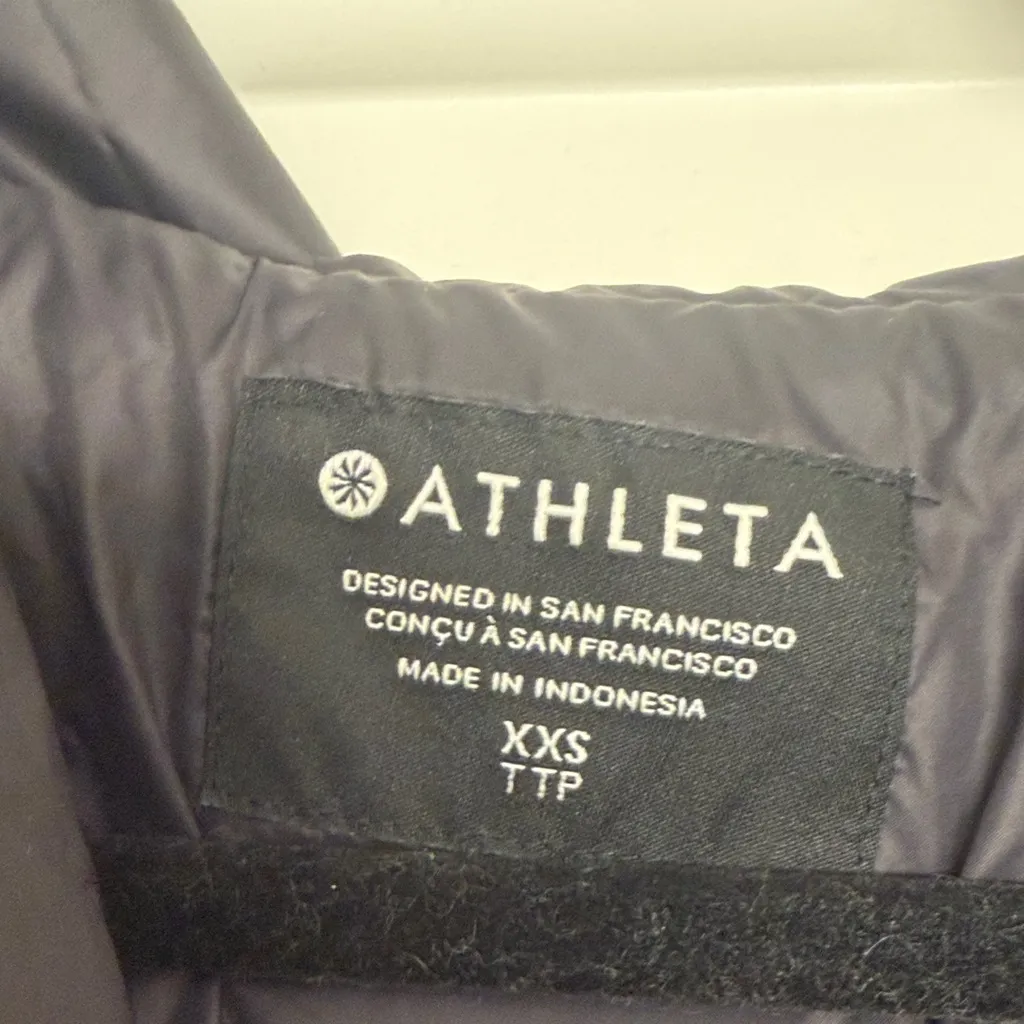 ATHLETA
DESIGNED IN SAN FRANCISCO
CONÇU À SAN FRANCISCO
MADE IN INDONESIA
XXS
TTP